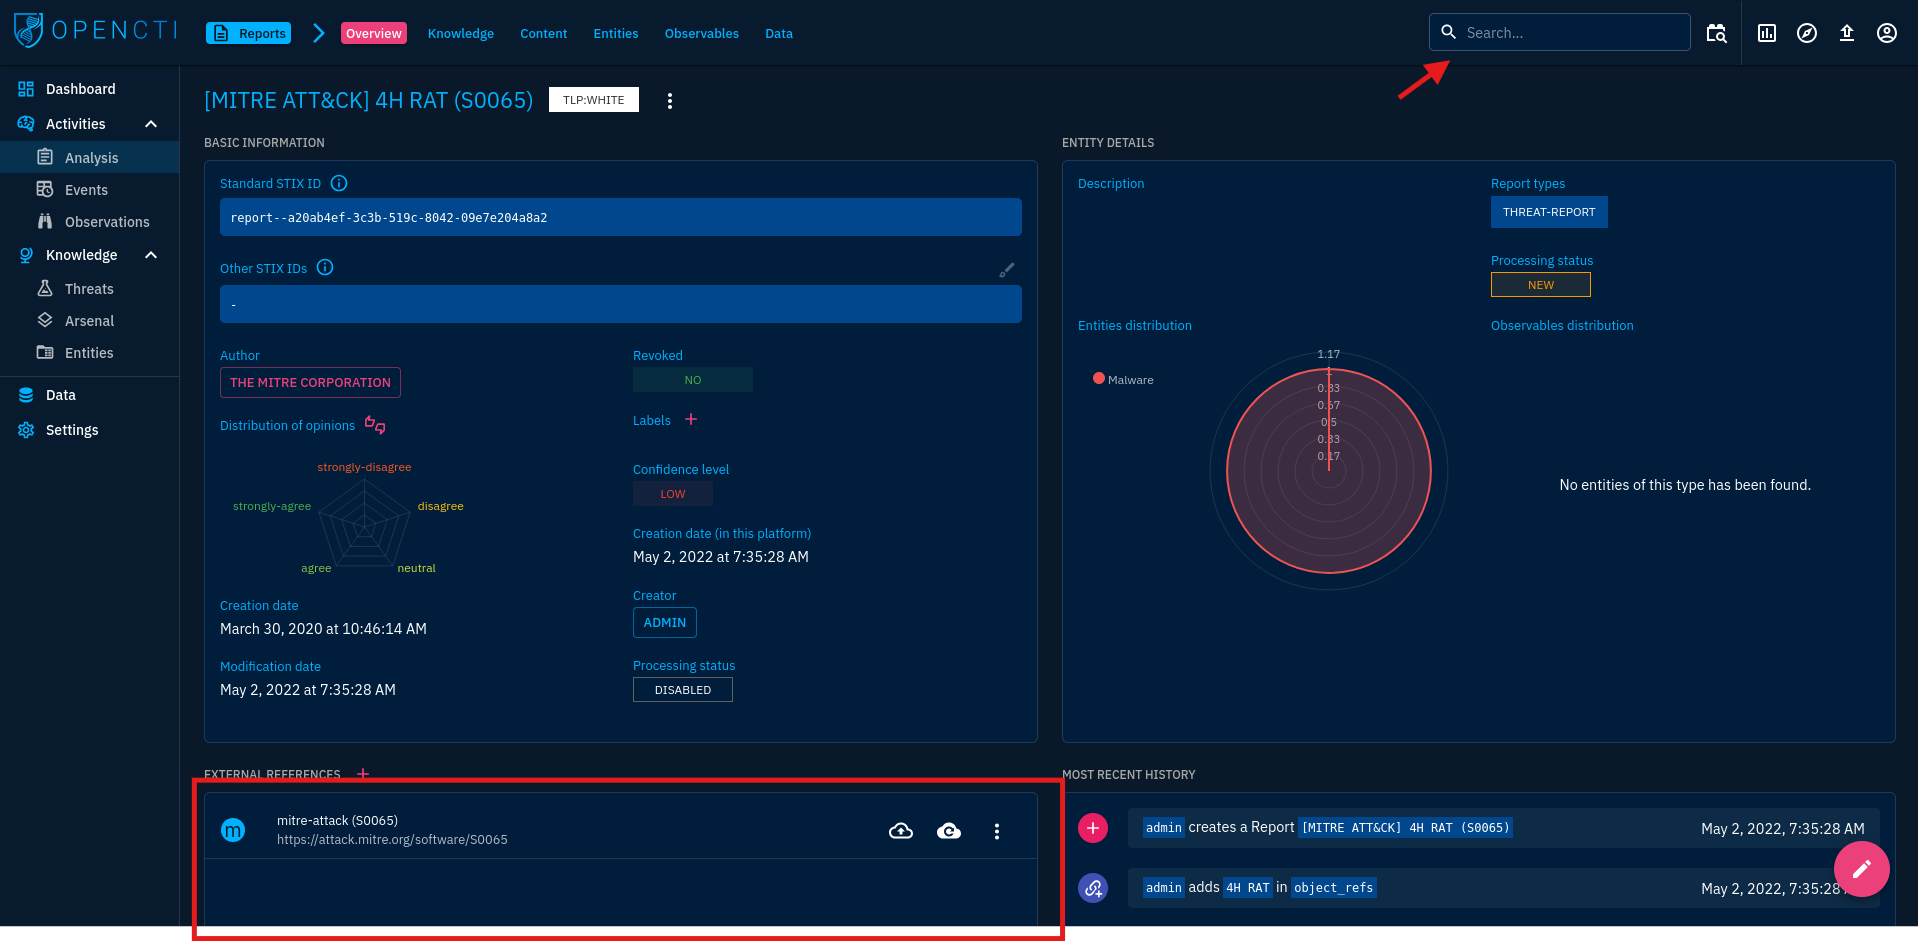 OPENCTI
Reports
Overview
Knowledge
Content
Entities
Observables
Data
Search...
Dashboard
Activities
Analysis
Events
Observations
Knowledge
Threats
Arsenal
Entities
Data
Settings
[MITRE ATT&CK] 4H RAT (S0065)
TLP:WHITE
BASIC INFORMATION
Standard STIX ID
report--a20ab4ef-3c3b-519c-8042-09e7e204a8a2
Other STIX IDs
-
Author
THE MITRE CORPORATION
Revoked
NO
Distribution of opinions
Labels
strongly-disagree
strongly-agree
disagree
agree
neutral
Confidence level
LOW
Creation date (in this platform)
May 2, 2022 at 7:35:28 AM
Creation date
March 30, 2020 at 10:46:14 AM
Creator
ADMIN
Modification date
May 2, 2022 at 7:35:28 AM
Processing status
DISABLED
ENTITY DETAILS
Description
Report types
THREAT-REPORT
Processing status
NEW
Entities distribution
Malware
1.17
1
0.83
0.67
0.5
0.33
0.17
Observables distribution
No entities of this type has been found.
EXTERNAL REFERENCES
m
mitre-attack (S0065)
https://attack.mitre.org/software/S0065
MOST RECENT HISTORY
admin creates a Report [MITRE ATT&CK] 4H RAT (S0065)
May 2, 2022, 7:35:28 AM
admin adds 4H RAT in object_refs
May 2, 2022, 7:35:28